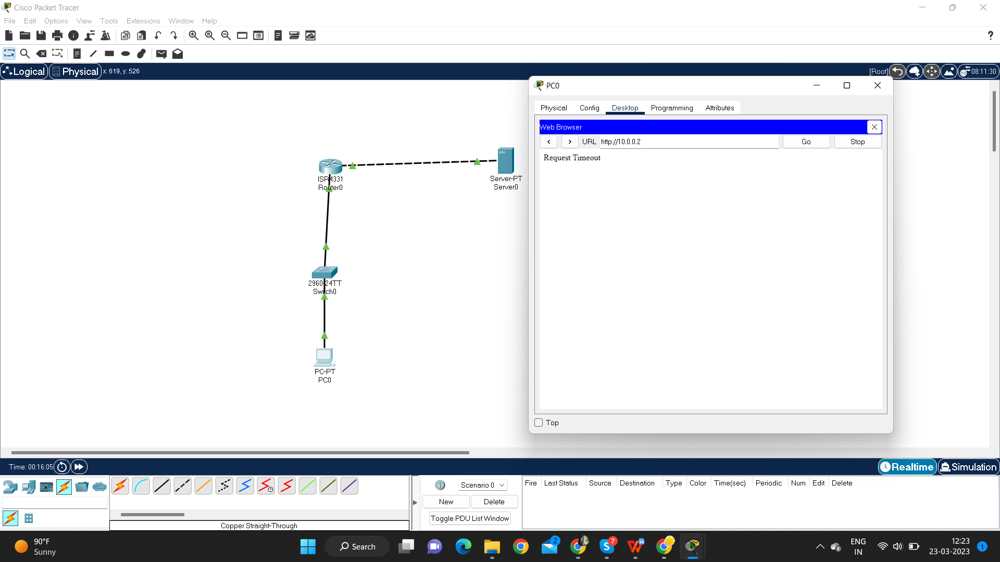 Cisco Packet Tracer
File Edit Options View Tools Extensions Window Help
?
Logical Physical x: 619, y: 526
[Root] 08:11:30
PC0
Physical Config Desktop Programming Attributes
Web Browser X
< > URL http://10.0.0.2 Go Stop
Request Timeout
ISR4331
Router0
Server-PT
Server0
2960-24TT
Switch0
PC-PT
PC0
Top
Time: 00:16:05
Realtime Simulation
1 Scenario 0
New Delete
Toggle PDU List Window
Fire Last Status Source Destination Type Color Time(sec) Periodic Num Edit Delete
Copper Straight-Through
90°F
Sunny
Search
2
7
W
ENG
IN
12:23
23-03-2023
1